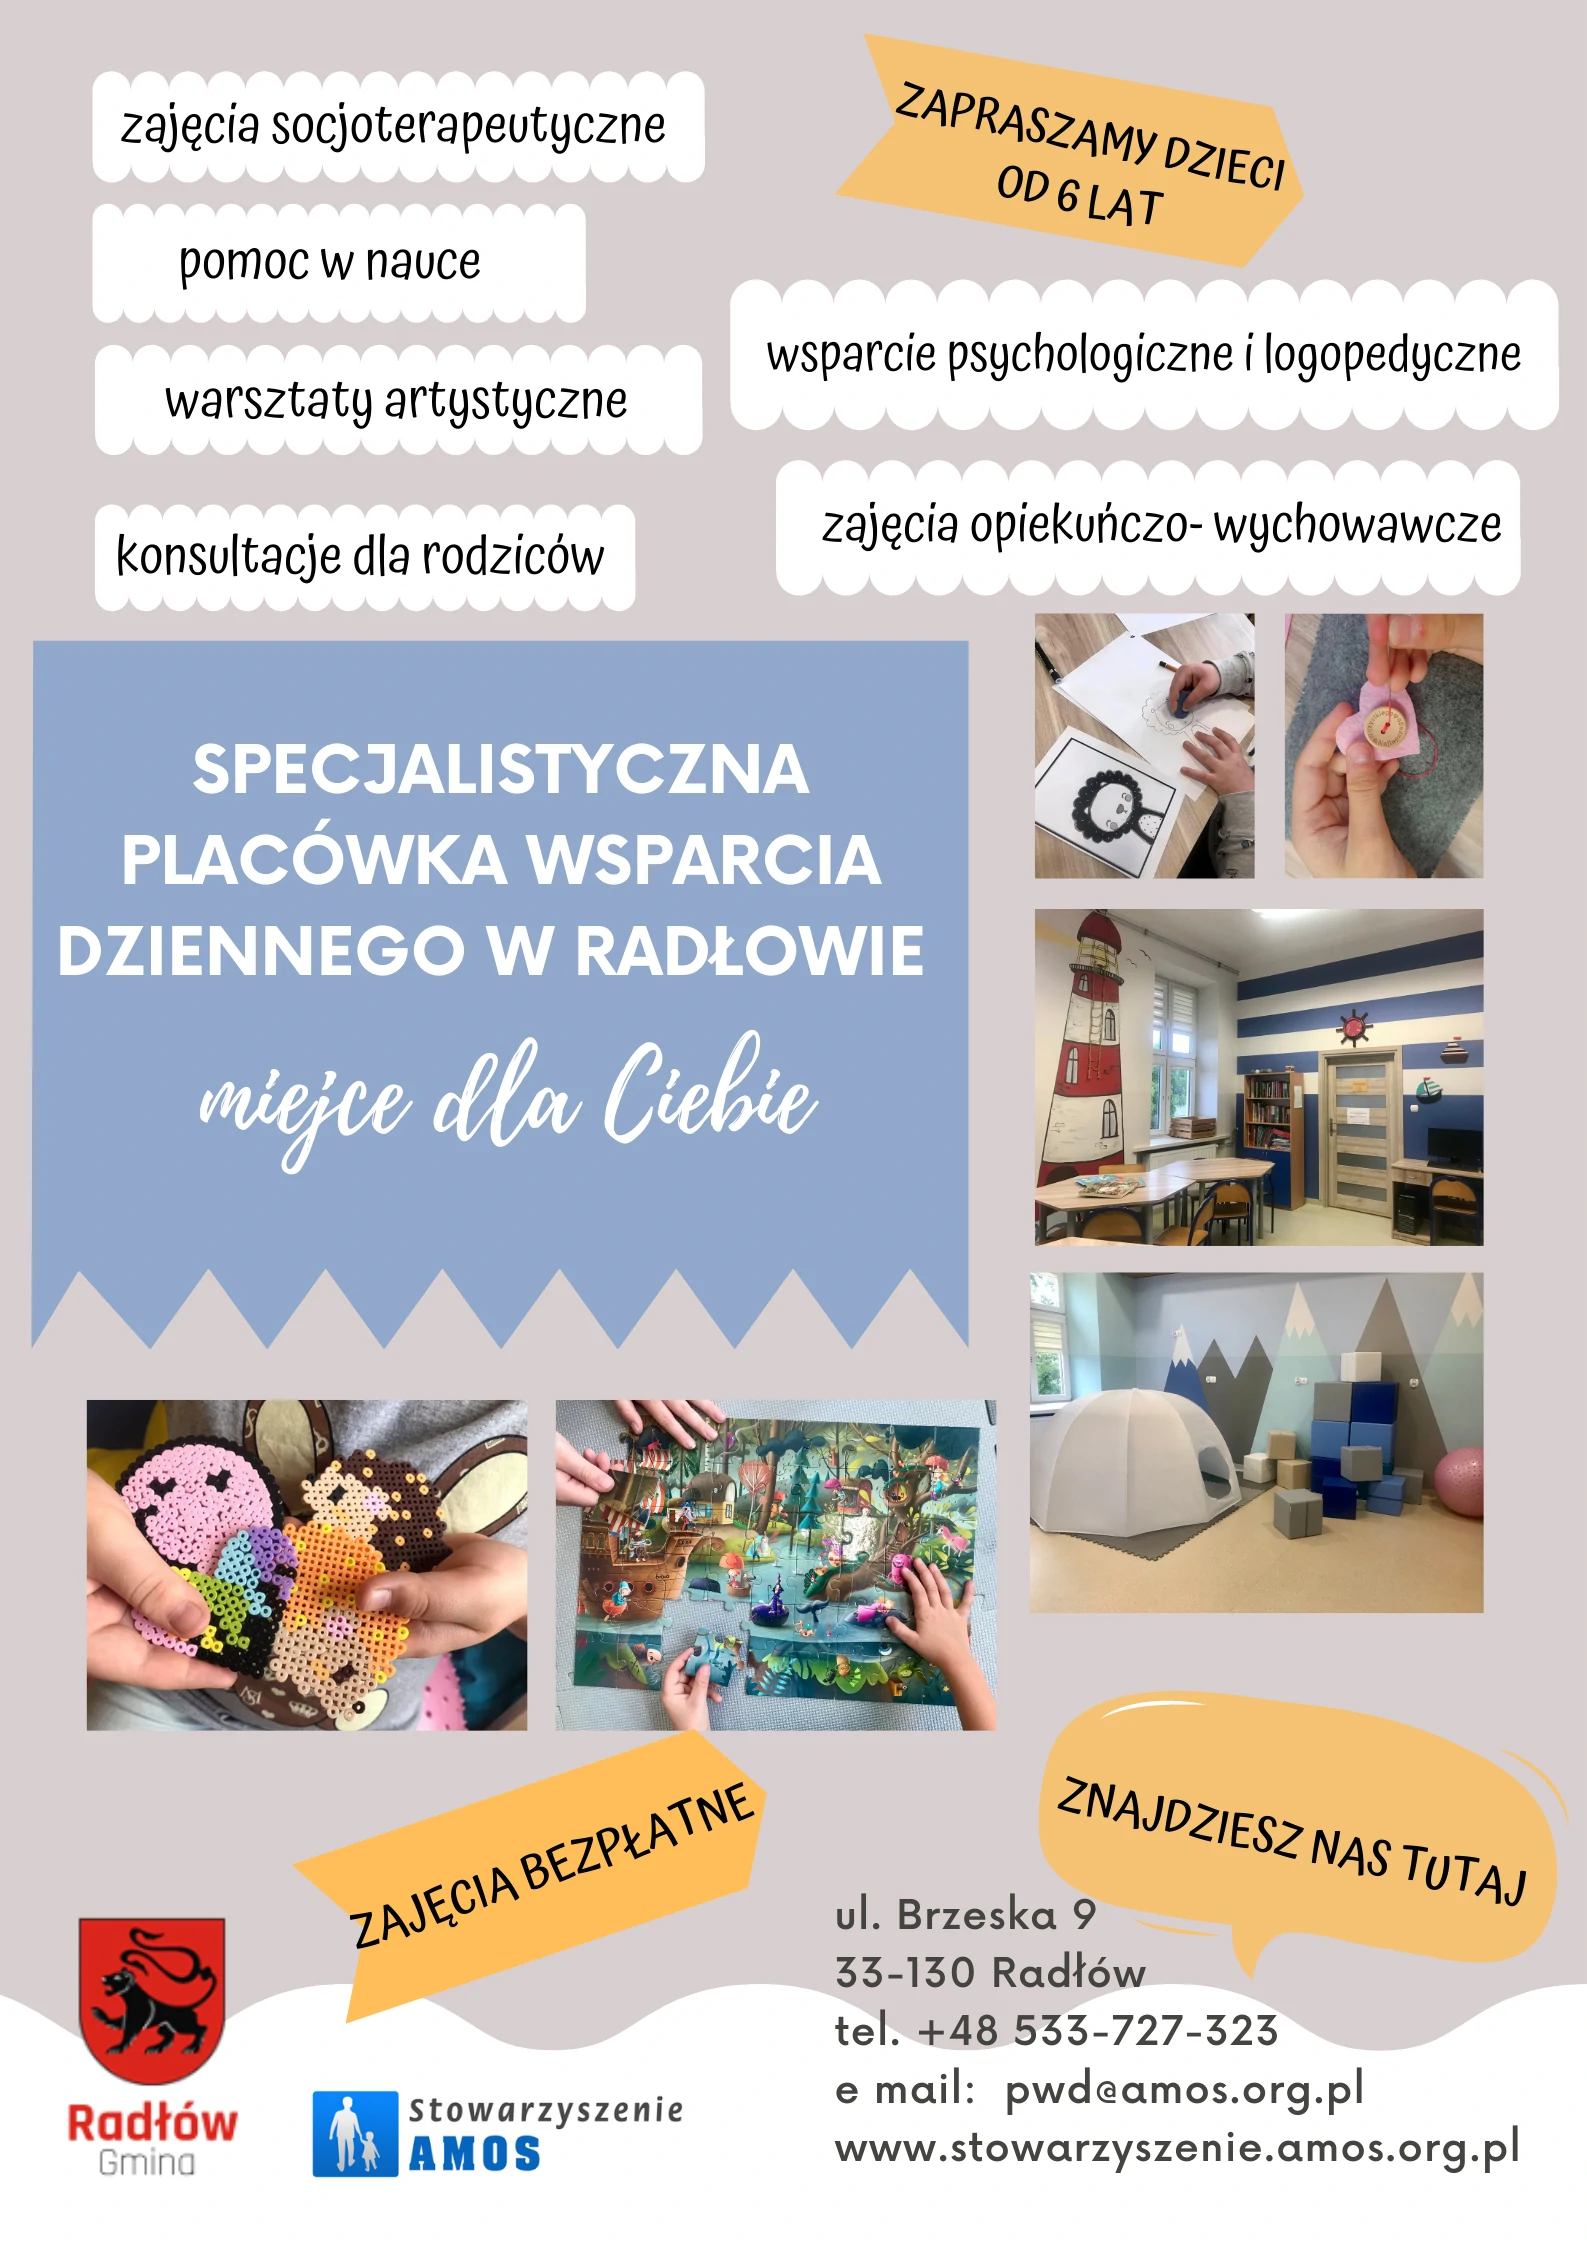 zajęcia socjoterapeutyczne
ZAPRASZAMY DZIECI
OD 6 LAT
pomoc w nauce
wsparcie psychologiczne i logopedyczne
warsztaty artystyczne
zajęcia opiekuńczo- wychowawcze
konsultacje dla rodziców
SPECJALISTYCZNA
PLACÓWKA WSPARCIA
DZIENNEGO W RADŁOWIE
miejce dla Ciebie
ZAJĘCIA BEZPŁATNE
ZNAJDZIESZ NAS TUTAJ
ul. Brzeska 9
33-130 Radłów
tel. +48 533-727-323
e mail: pwd@amos.org.pl
www.stowarzyszenie.amos.org.pl
Radłów
Gmina
Stowarzyszenie
AMOS